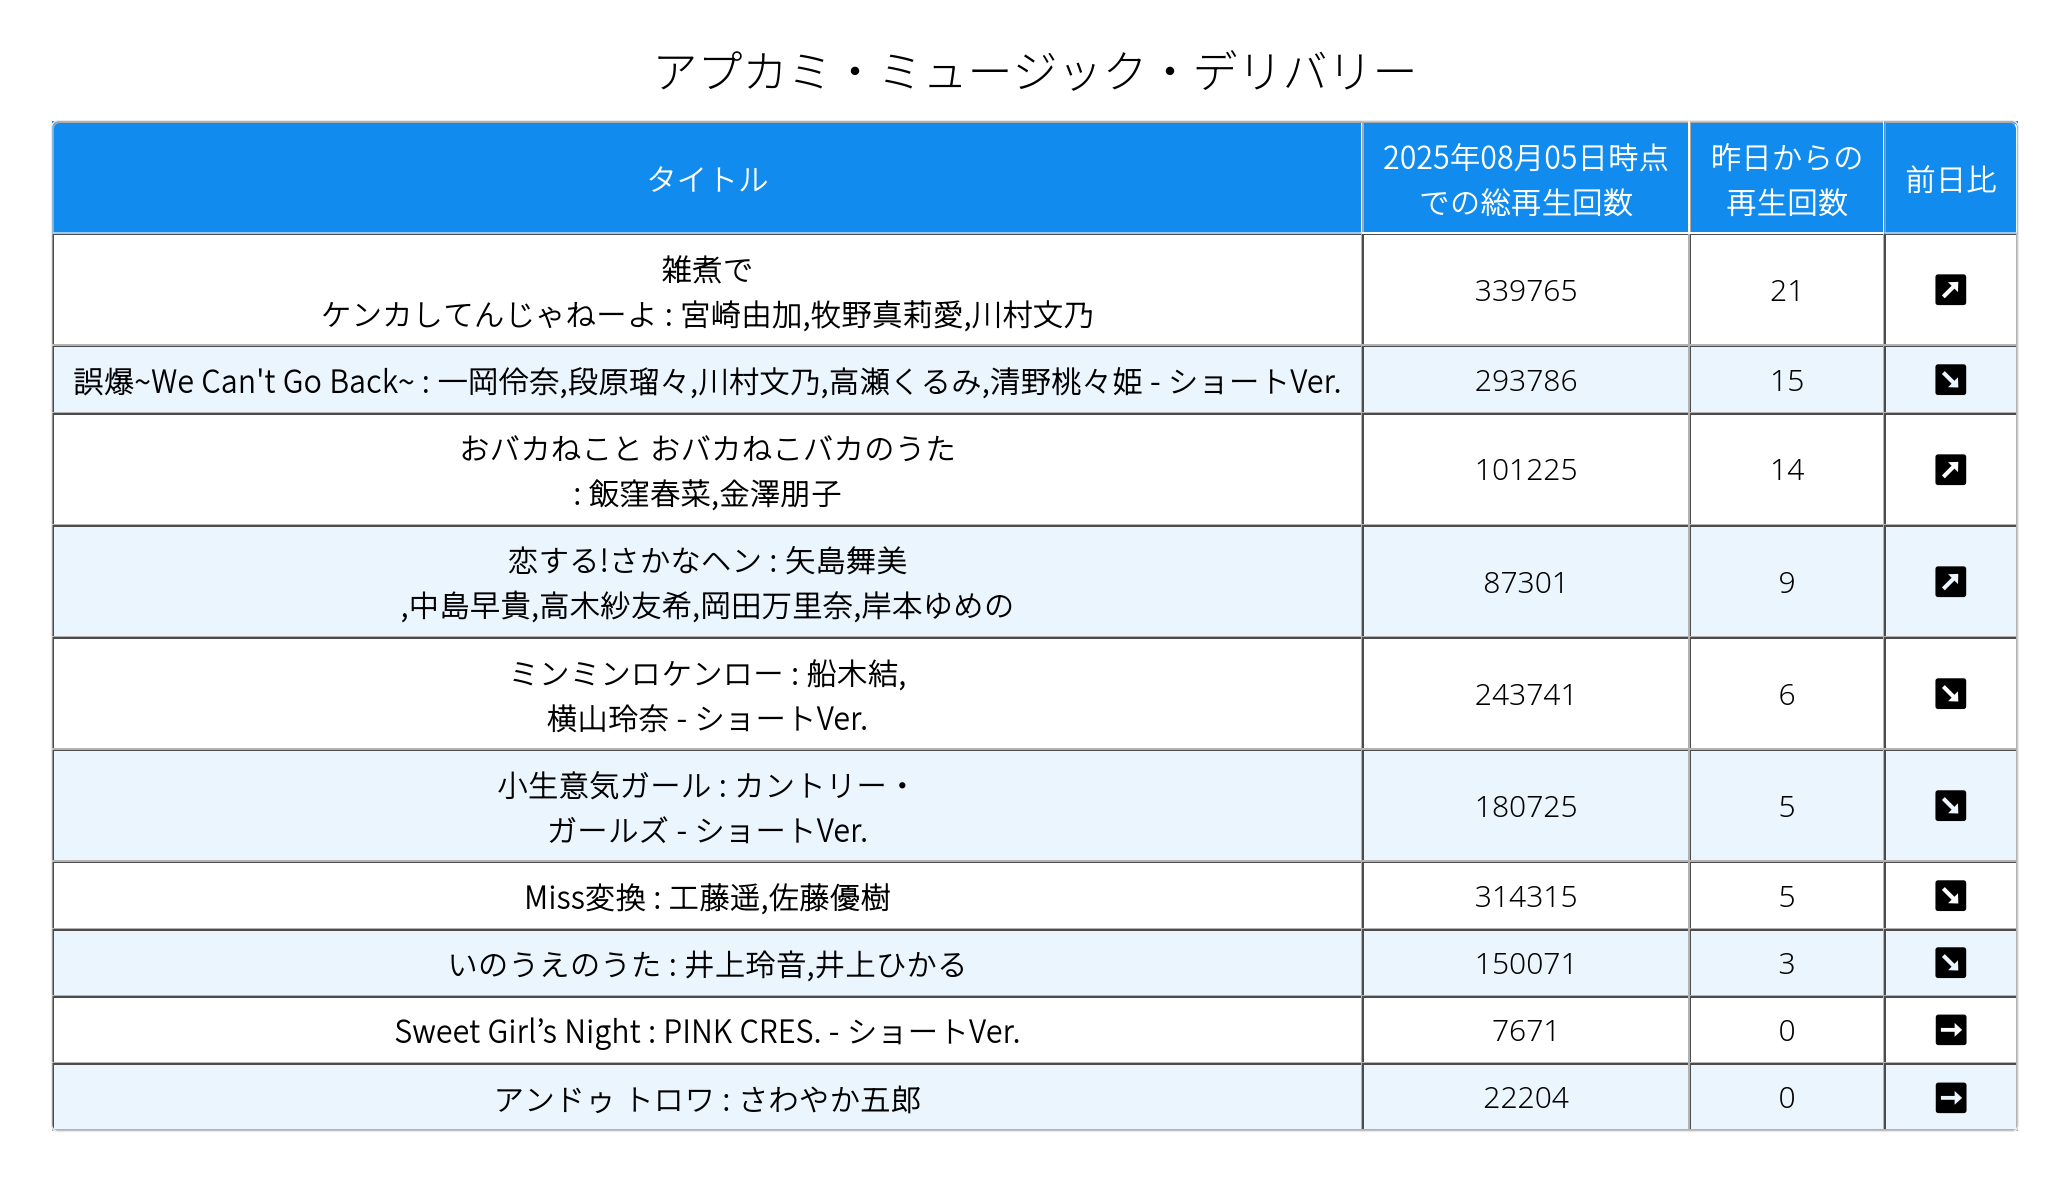 アプカミ・ミュージック・デリバリー
タイトル
2025年08月05日時点
での総再生回数
昨日からの
再生回数
前日比
雑煮で
ケンカしてんじゃねーよ : 宮崎由加,牧野真莉愛,川村文乃
339765
21
誤爆~We Can't Go Back~ : 一岡伶奈,段原瑠々,川村文乃,高瀬くるみ,清野桃々姫 - ショートVer.
293786
15
おバカねこと おバカねこバカのうた
: 飯窪春菜,金澤朋子
101225
14
恋する!さかなヘン : 矢島舞美
,中島早貴,高木紗友希,岡田万里奈,岸本ゆめの
87301
9
ミンミンロケンロー : 船木結,
横山玲奈 - ショートVer.
243741
6
小生意気ガール : カントリー・
ガールズ - ショートVer.
180725
5
Miss変換 : 工藤遥,佐藤優樹
314315
5
いのうえのうた : 井上玲音,井上ひかる
150071
3
Sweet Girl’s Night : PINK CRES. - ショートVer.
7671
0
アンドゥ トロワ : さわやか五郎
22204
0